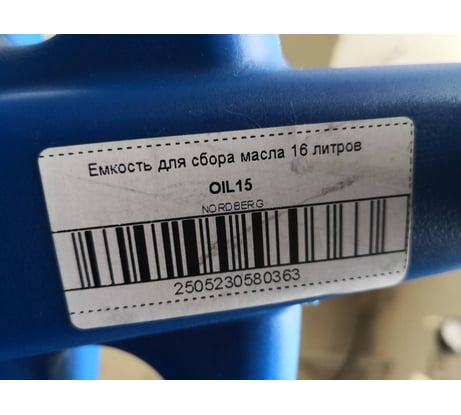 Емкость для сбора масла 16 литров
OIL15
NORDBERG
2505230580363